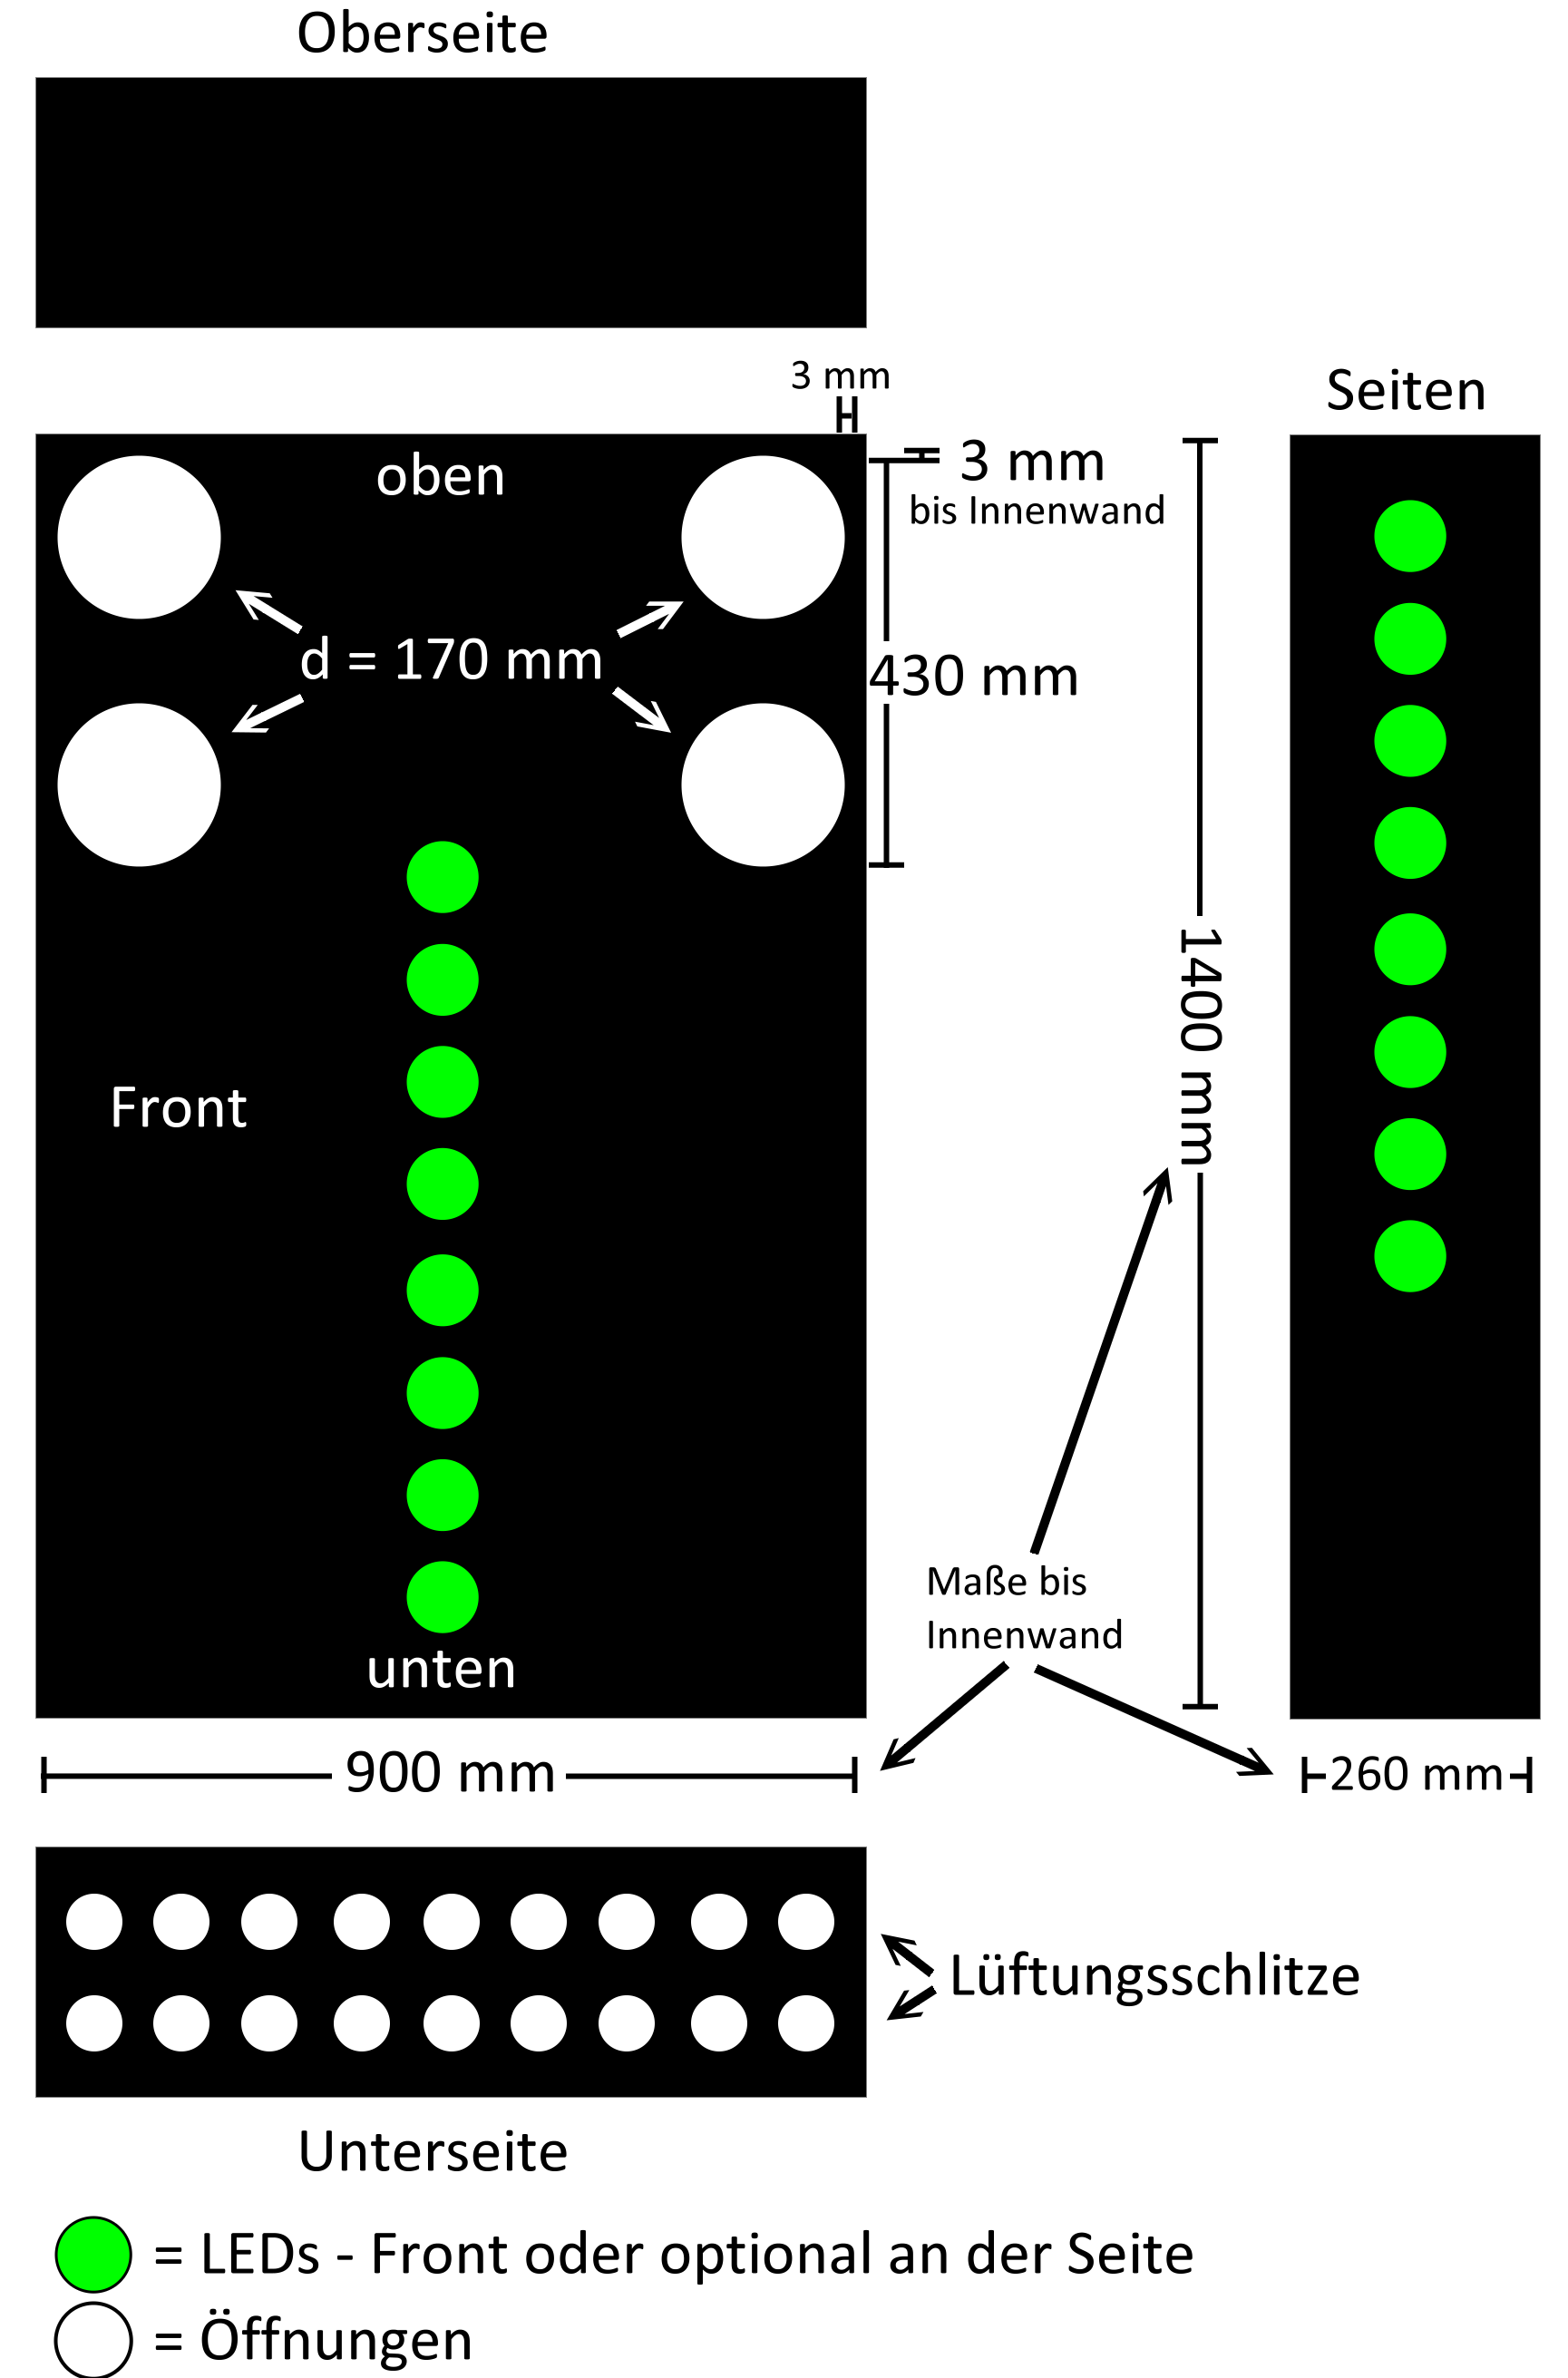 Oberseite
3 mm
Seiten
oben
3 mm
bis Innenwand
d = 170 mm
430 mm
1400 mm
Front
Maße bis
Innenwand
unten
900 mm
260 mm
Lüftungsschlitze
Unterseite
= LEDs - Front oder optional an der Seite
= Öffnungen